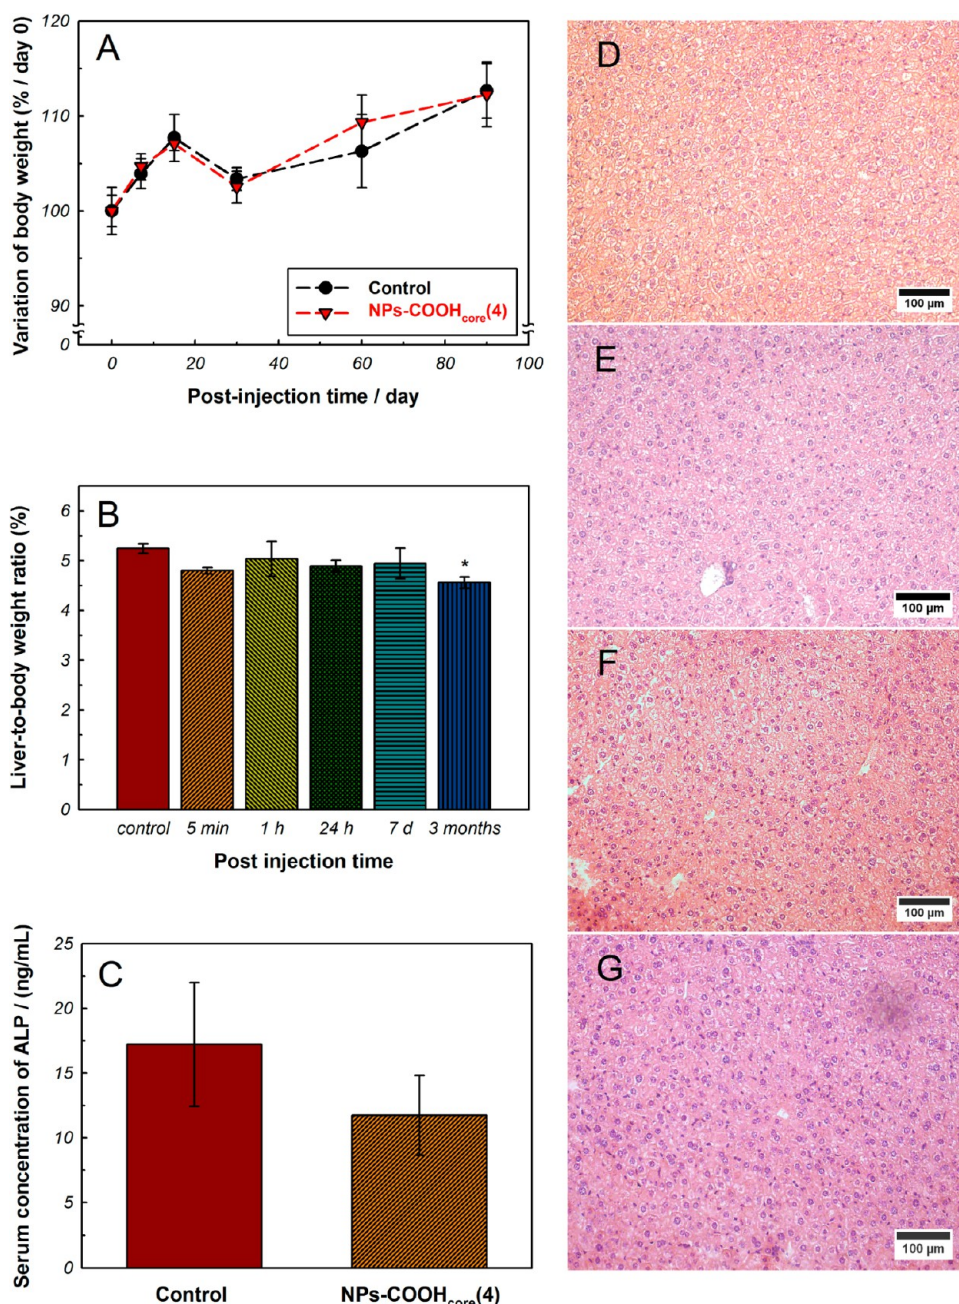 A
Variation of body weight (% / day 0)
120
110
100
90
0
Control
NPs-COOHcore(4)
0 20 40 60 80 100
Post-injection time / day
B
Liver-to-body weight ratio (%)
6
5
4
3
2
1
0
*
control 5 min 1 h 24 h 7 d 3 months
Post injection time
C
Serum concentration of ALP / (ng/mL)
25
20
15
10
5
0
Control NPs-COOHcore(4)
D
100 µm
E
100 µm
F
100 µm
G
100 µm